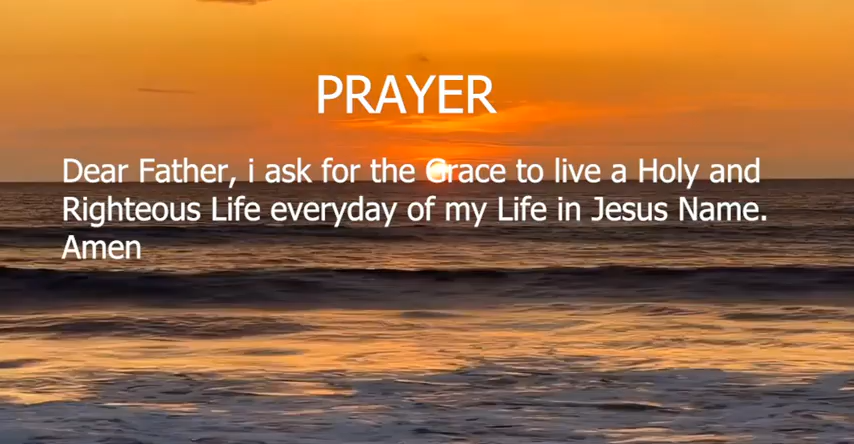 PRAYER
Dear Father, i ask for the Grace to live a Holy and
Righteous Life everyday of my Life in Jesus Name.
Amen